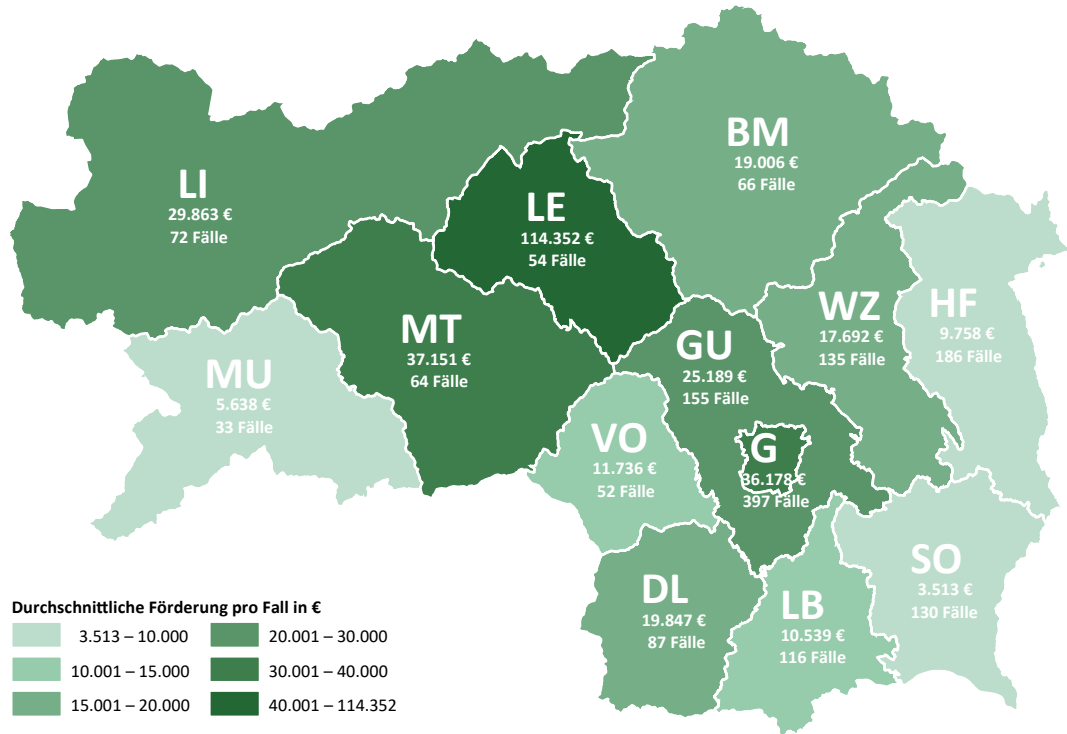 BM
19.006 €
66 Fälle
LI
29.863 €
72 Fälle
LE
114.352 €
54 Fälle
WZ
17.692 €
135 Fälle
HF
9.758 €
186 Fälle
MT
37.151 €
64 Fälle
GU
25.189 €
155 Fälle
MU
5.638 €
33 Fälle
VO
11.736 €
52 Fälle
G
36.178 €
397 Fälle
SO
3.513 €
130 Fälle
DL
19.847 €
87 Fälle
LB
10.539 €
116 Fälle
Durchschnittliche Förderung pro Fall in €
3.513 – 10.000
20.001 – 30.000
10.001 – 15.000
30.001 – 40.000
15.001 – 20.000
40.001 – 114.352